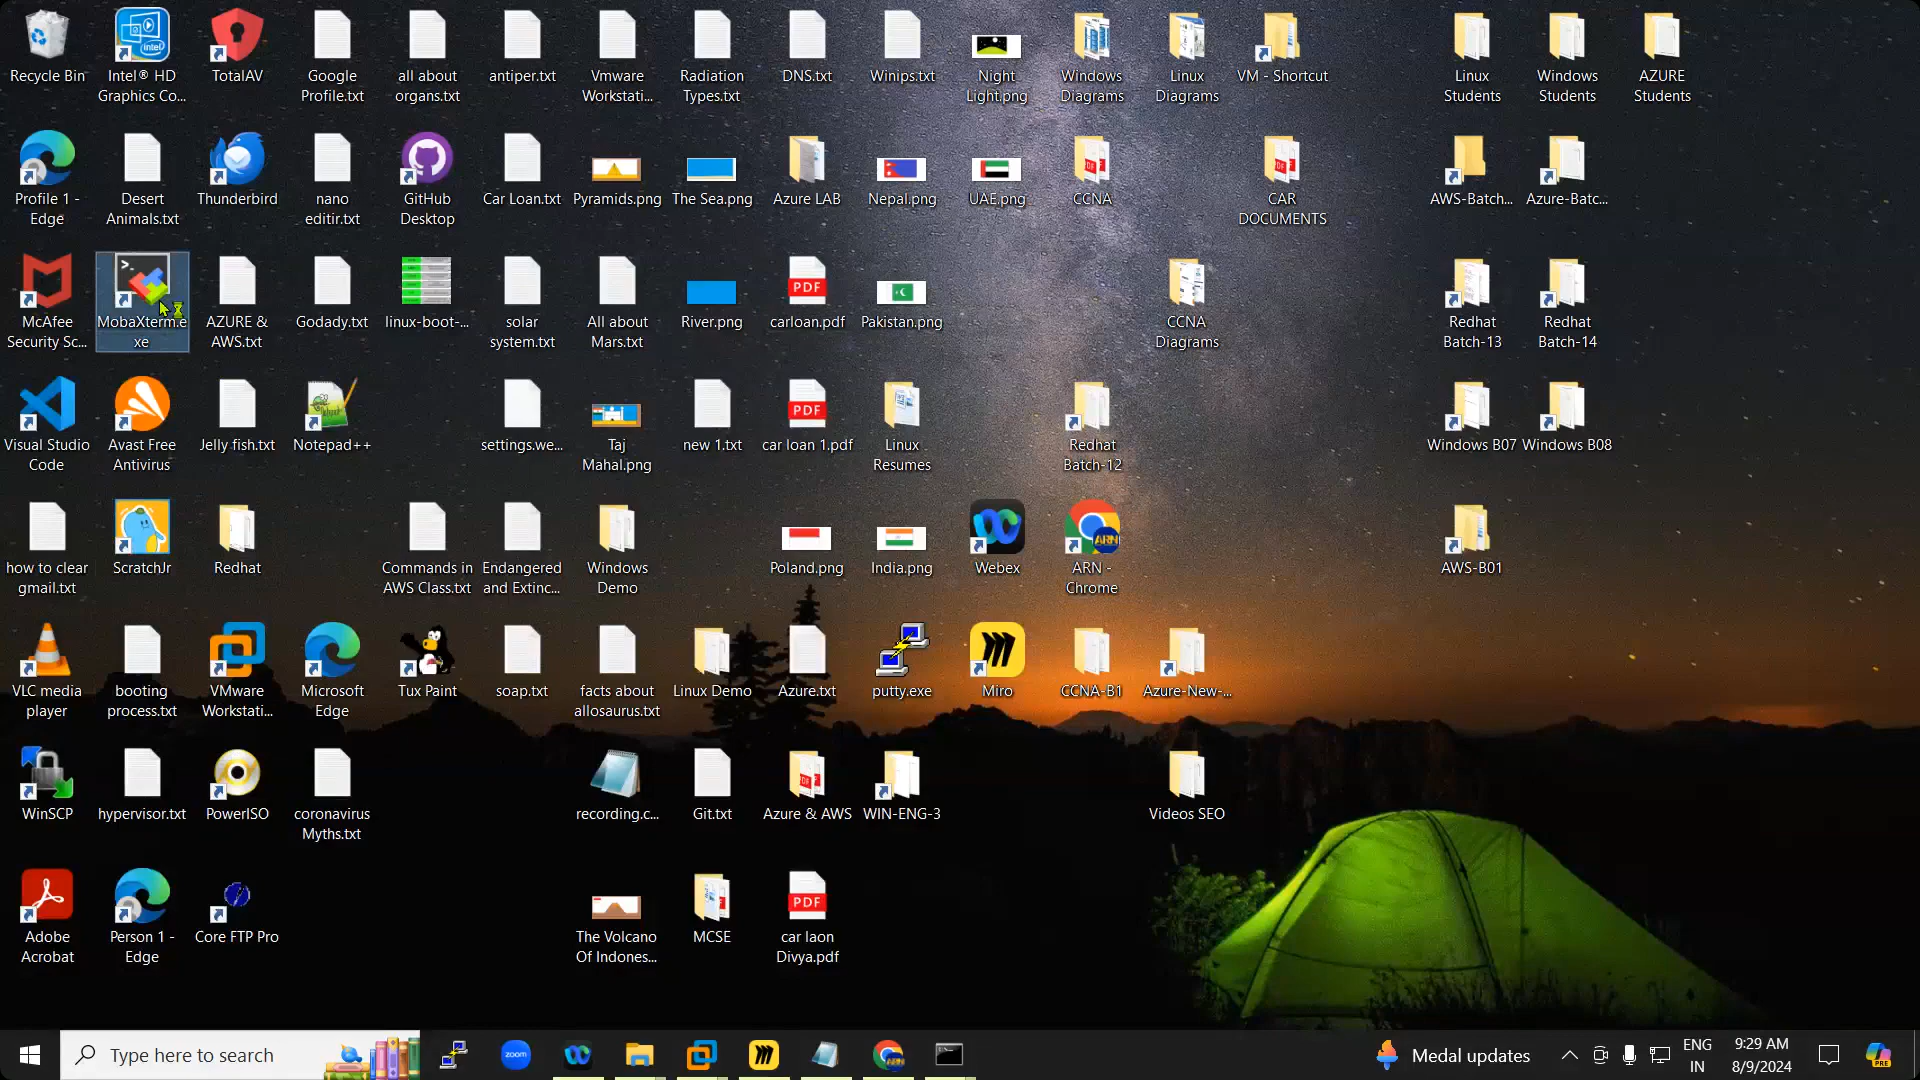 Recycle Bin
Intel® HD
Graphics Co...
TotalAV
Google
Profile.txt
all about
organs.txt
antiper.txt
Vmware
Workstati...
Radiation
Types.txt
DNS.txt
Winips.txt
Night
Light.png
Windows
Diagrams
Linux
Diagrams
VM - Shortcut
Linux
Students
Windows
Students
AZURE
Students
Profile 1 -
Edge
Desert
Animals.txt
Thunderbird
nano
editir.txt
GitHub
Desktop
Car Loan.txt
Pyramids.png
The Sea.png
Azure LAB
Nepal.png
UAE.png
CCNA
CAR
DOCUMENTS
AWS-Batch...
Azure-Batc...
McAfee
Security Sc...
MobaXterm.e
xe
AZURE &
AWS.txt
Godady.txt
linux-boot-...
solar
system.txt
All about
Mars.txt
River.png
PDF
carloan.pdf
Pakistan.png
CCNA
Diagrams
Redhat
Batch-13
Redhat
Batch-14
Visual Studio
Code
Avast Free
Antivirus
Jelly fish.txt
Notepad++
settings.we...
Taj
Mahal.png
new 1.txt
PDF
car loan 1.pdf
Linux
Resumes
Redhat
Batch-12
Windows B07
Windows B08
how to clear
gmail.txt
ScratchJr
Redhat
Commands in
AWS Class.txt
Endangered
and Extinc...
Windows
Demo
Poland.png
India.png
Webex
ARN
ARN -
Chrome
AWS-B01
VLC media
player
booting
process.txt
VMware
Workstati...
Microsoft
Edge
Tux Paint
soap.txt
facts about
allosaurus.txt
Linux Demo
Azure.txt
putty.exe
Miro
CCNA-B1
Azure-New-...
WinSCP
hypervisor.txt
PowerISO
coronavirus
Myths.txt
recording.c...
Git.txt
Azure & AWS
WIN-ENG-3
Videos SEO
Adobe
Acrobat
Person 1 -
Edge
Core FTP Pro
The Volcano
Of Indones...
MCSE
PDF
car laon
Divya.pdf
Type here to search
zoom
Medal updates
ENG
IN
9:29 AM
8/9/2024
PRE